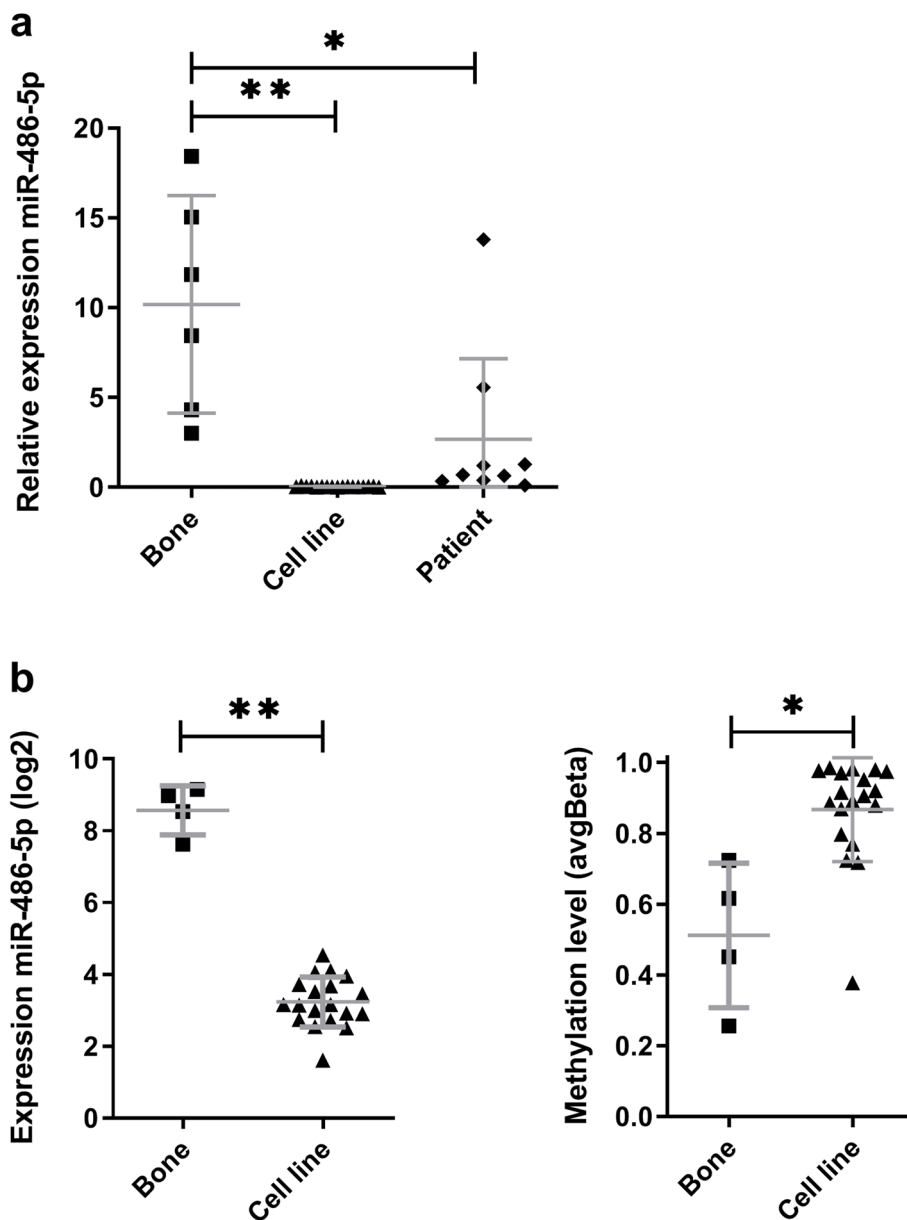 a
*
**
Relative expression miR-486-5p
20
15
10
5
0
Bone
Cell line
Patient
b
**
Expression miR-486-5p (log2)
10
8
6
4
2
0
Bone
Cell line
*
Methylation level (avgBeta)
1.0
0.8
0.6
0.4
0.2
0.0
Bone
Cell line